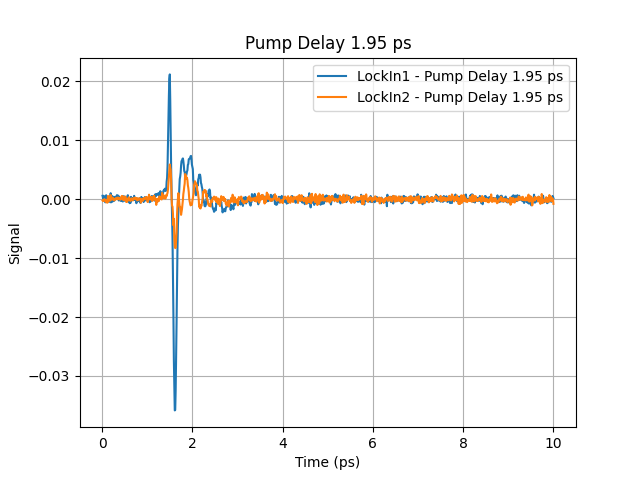 Pump Delay 1.95 ps
LockIn1 - Pump Delay 1.95 ps
LockIn2 - Pump Delay 1.95 ps
0.02
0.01
0.00
−0.01
−0.02
−0.03
Signal
0 2 4 6 8 10
Time (ps)